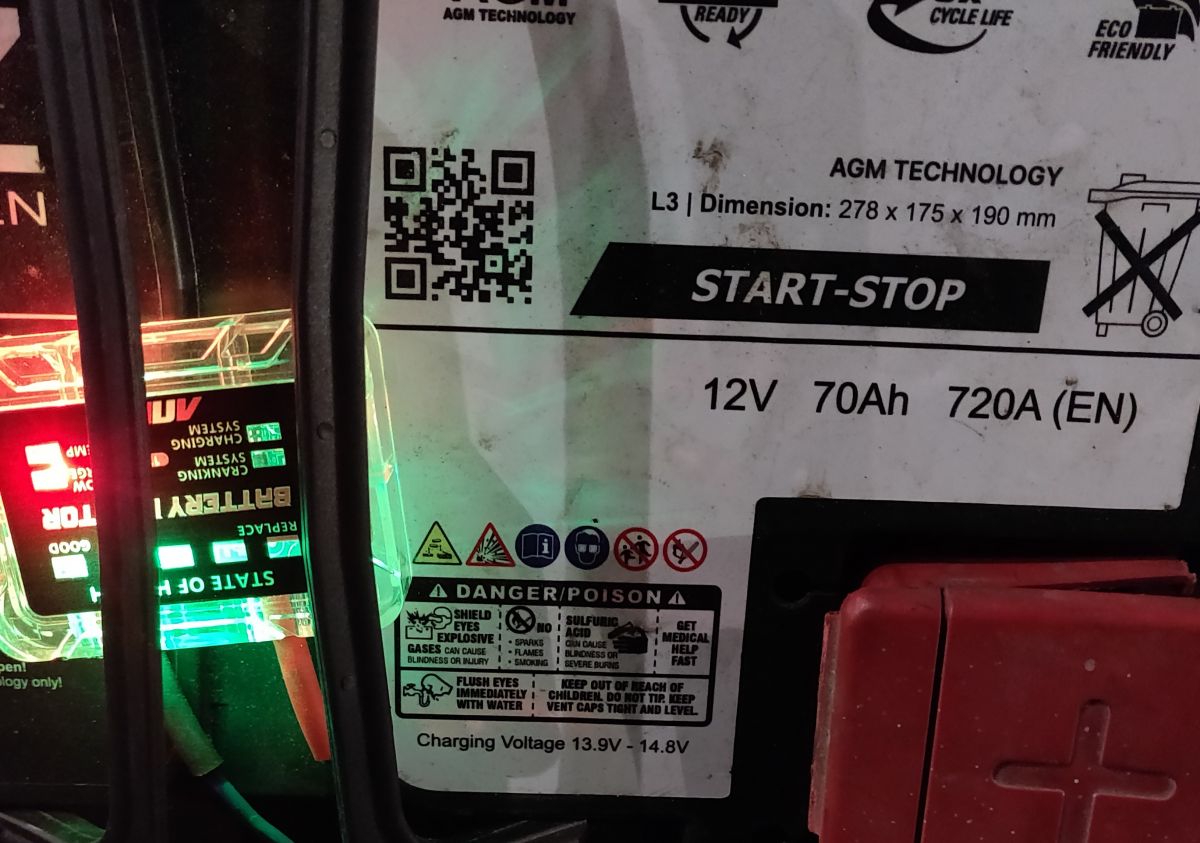 AGM TECHNOLOGY
READY
CYCLE LIFE
ECO
FRIENDLY
EN
AGM TECHNOLOGY
L3 | Dimension: 278 x 175 x 190 mm
START-STOP
12V 70Ah 720A (EN)
STATE OF
REPLACE
GOOD
BATTERY
CRANKING
SYSTEM
CHARGING
SYSTEM
DANGER/POISON
SHIELD
EYES
EXPLOSIVE
GASES CAN CAUSE
BLINDNESS OR INJURY
NO
• SPARKS
• FLAMES
• SMOKING
SULFURIC
ACID
CAN CAUSE
BLINDNESS OR
SEVERE BURNS
GET
MEDICAL
HELP
FAST
FLUSH EYES
IMMEDIATELY
WITH WATER
KEEP OUT OF REACH OF
CHILDREN. DO NOT TIP. KEEP
VENT CAPS TIGHT AND LEVEL.
Charging Voltage 13.9V - 14.8V
only!